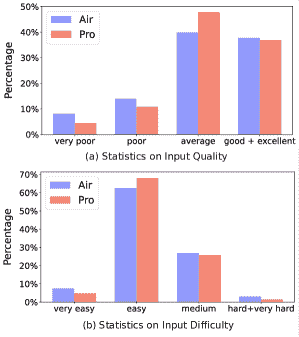 50%
40%
30%
20%
10%
0%
Percentage
Air
Pro
very poor poor average good + excellent
(a) Statistics on Input Quality
70%
60%
50%
40%
30%
20%
10%
0%
Percentage
Air
Pro
very easy easy medium hard+very hard
(b) Statistics on Input Difficulty